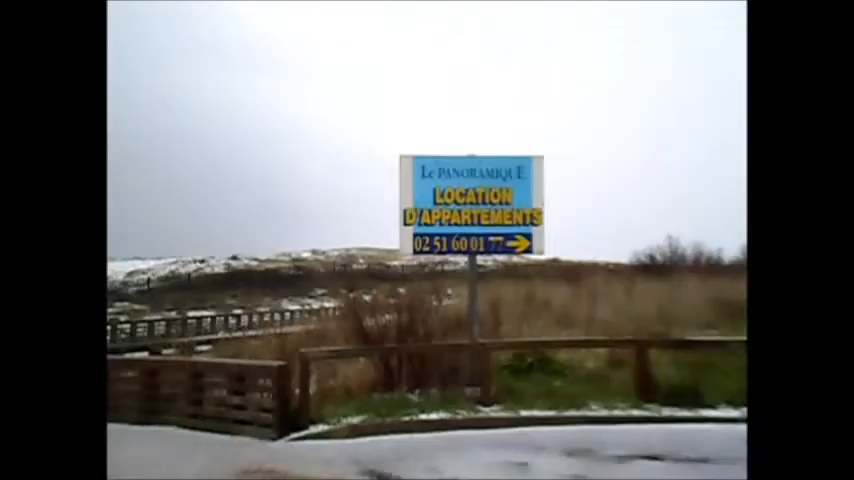 Le PANORAMIQUE
LOCATION
D'APPARTEMENTS
02 51 60 01 77